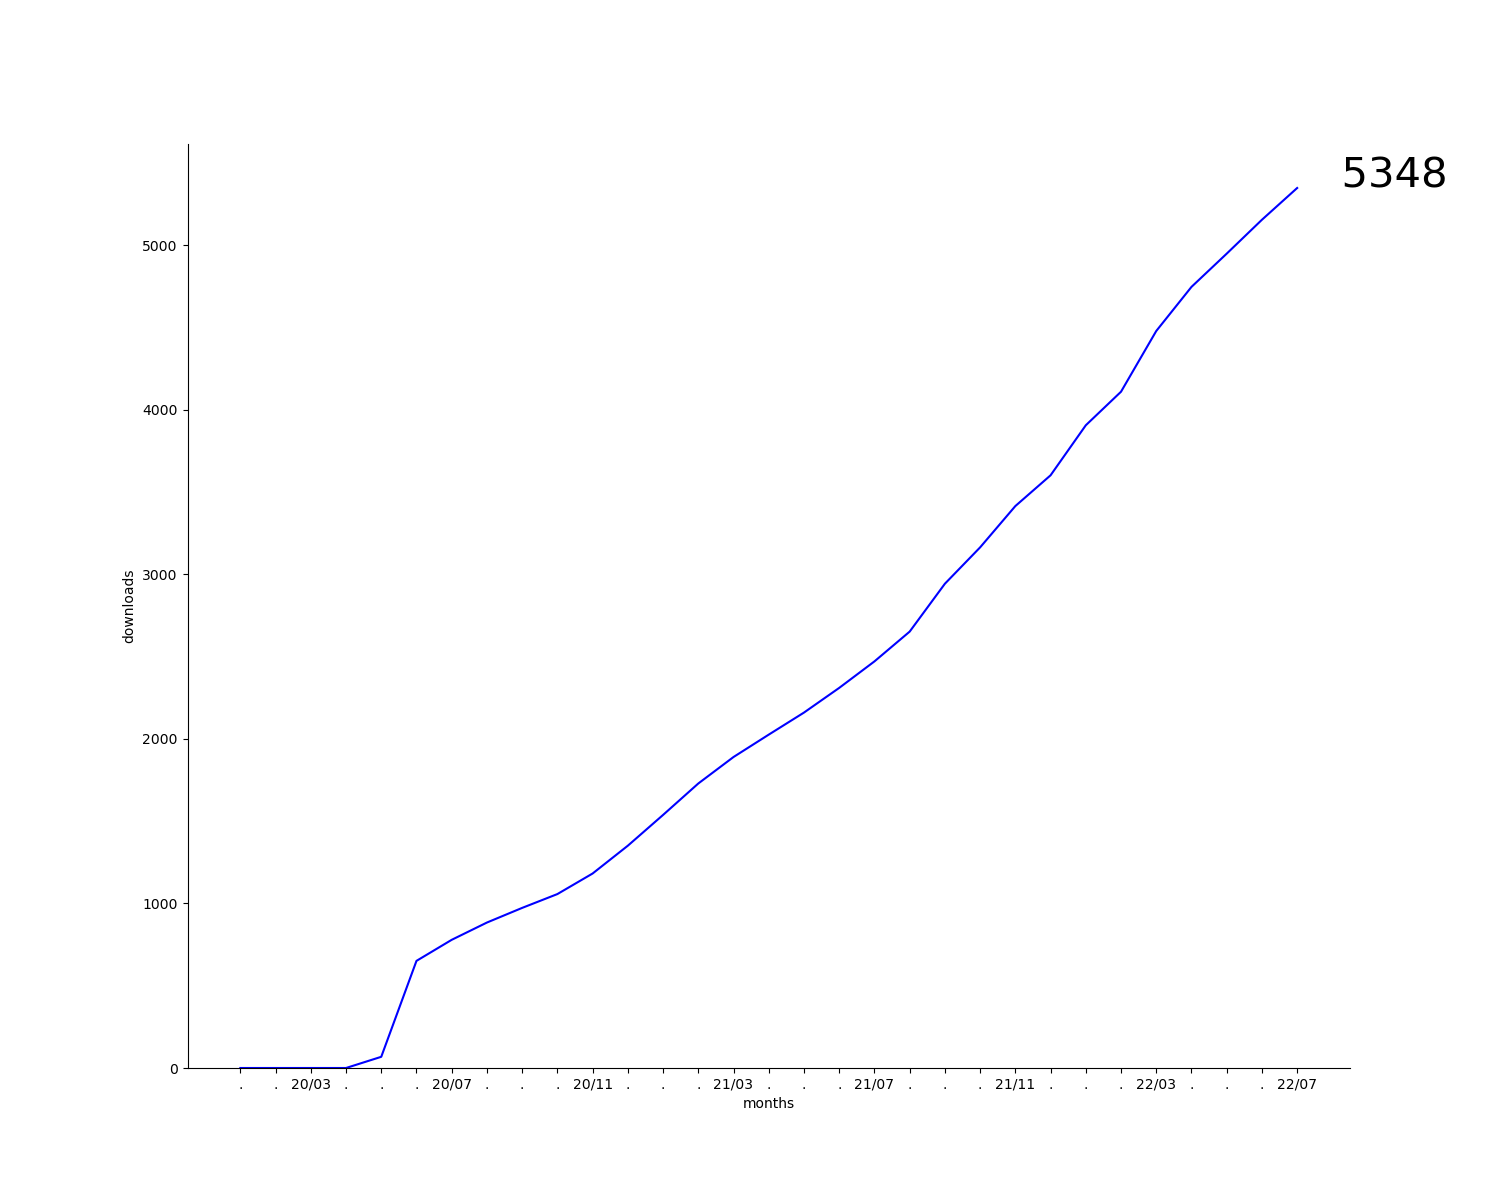 5348
5000
4000
3000
2000
1000
0
downloads
. . 20/03 . . . 20/07 . . . 20/11 . . . 21/03 . . . 21/07 . . . 21/11 . . . 22/03 . . . 22/07
months